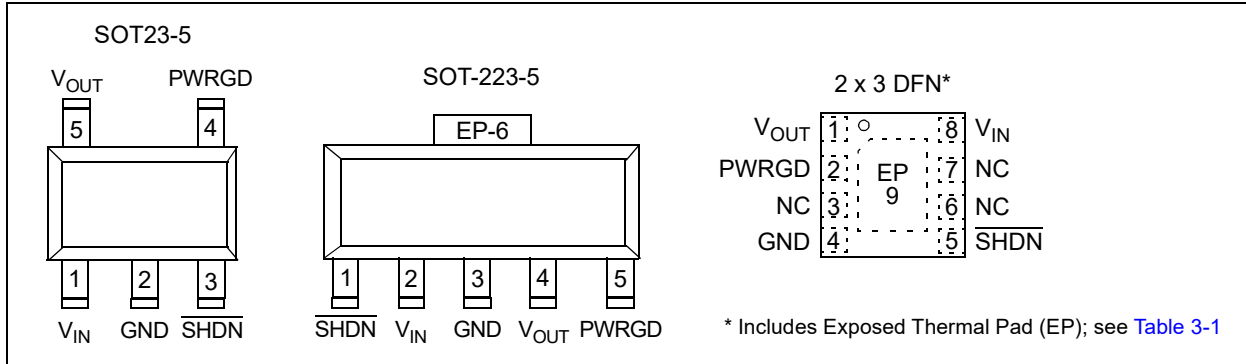 SOT23-5
VOUT PWRGD
5 4
1 2 3
VIN GND SHDN
SOT-223-5
EP-6
1 2 3 4 5
SHDN VIN GND VOUT PWRGD
2 x 3 DFN*
VOUT 1 8 VIN
PWRGD 2 7 NC
EP
9
NC 3 6 NC
GND 4 5 SHDN
* Includes Exposed Thermal Pad (EP); see Table 3-1